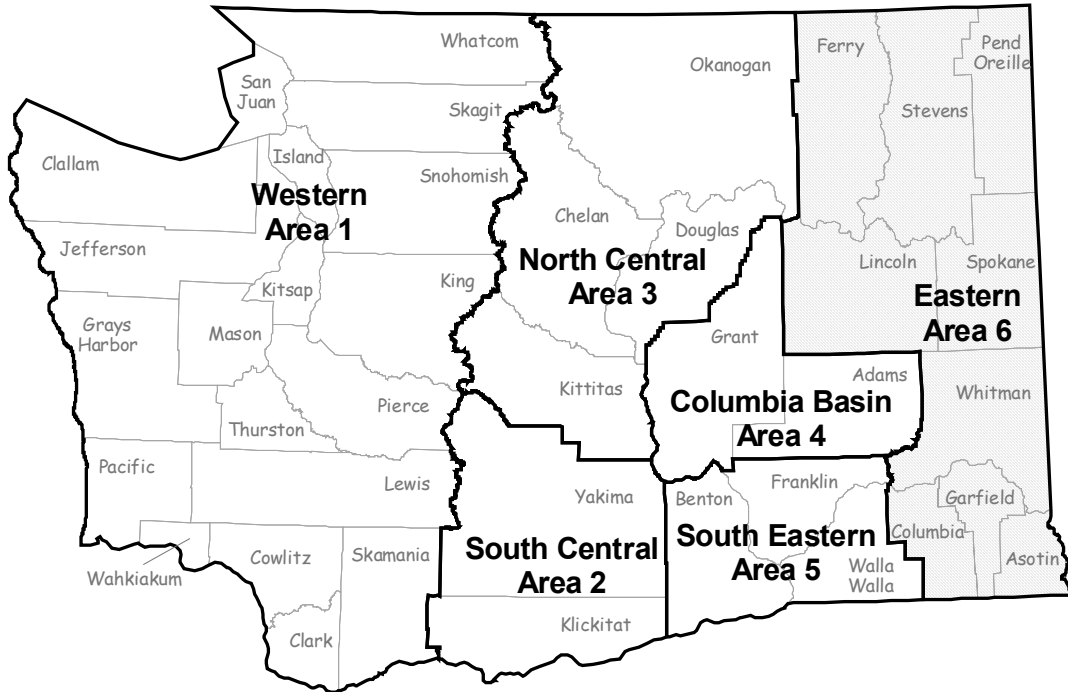 Whatcom
Ferry
Pend
Oreille
Okanogan
San
Juan
Skagit
Stevens
Clallam
Island
Snohomish
Western
Area 1
Chelan
Douglas
Jefferson
North Central
Area 3
Lincoln
Spokane
Kitsap
King
Eastern
Area 6
Grays
Harbor
Mason
Grant
Kittitas
Adams
Whitman
Columbia Basin
Area 4
Pierce
Thurston
Pacific
Lewis
Yakima
Benton
Franklin
Garfield
Columbia
South Central
Area 2
South Eastern
Area 5
Walla
Walla
Asotin
Wahkiakum
Cowlitz
Skamania
Clark
Klickitat